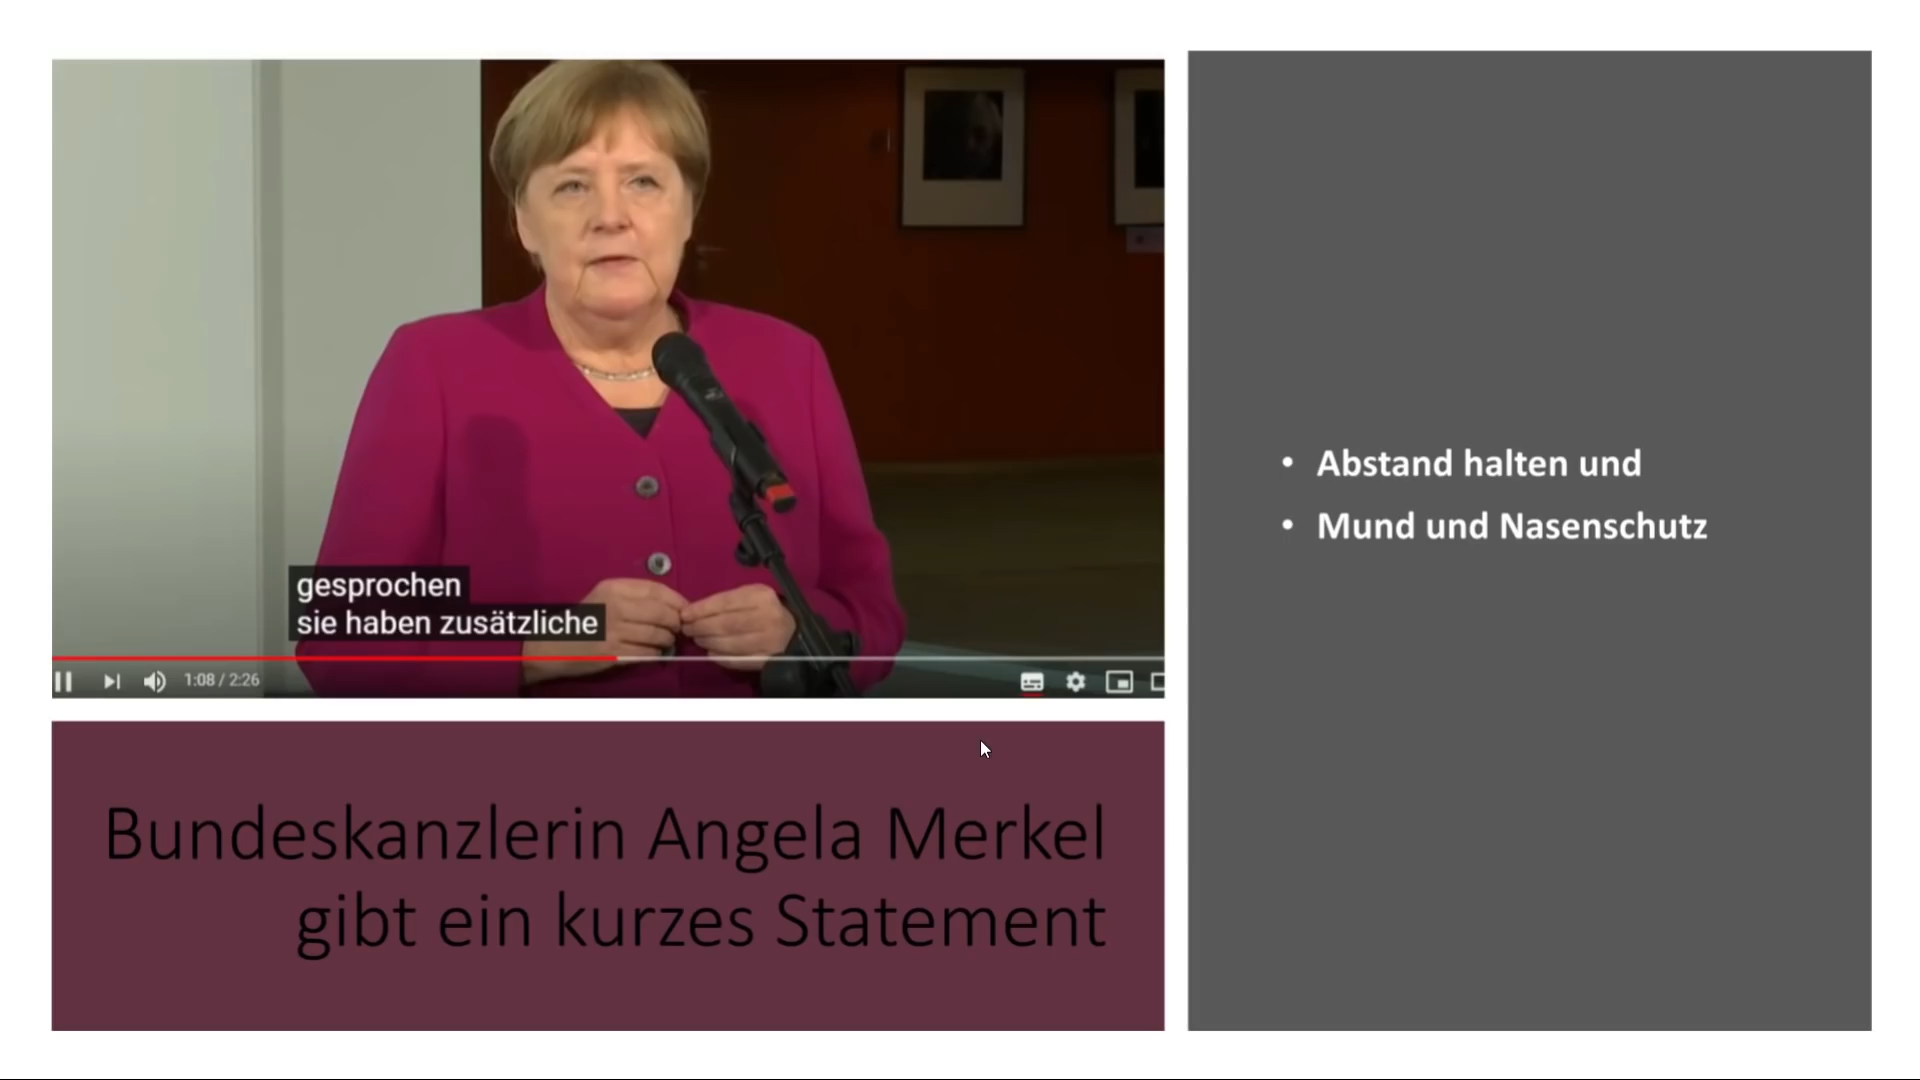 gesprochen
sie haben zusätzliche
1:08 / 2:26
Bundeskanzlerin Angela Merkel
gibt ein kurzes Statement
• Abstand halten und
• Mund und Nasenschutz